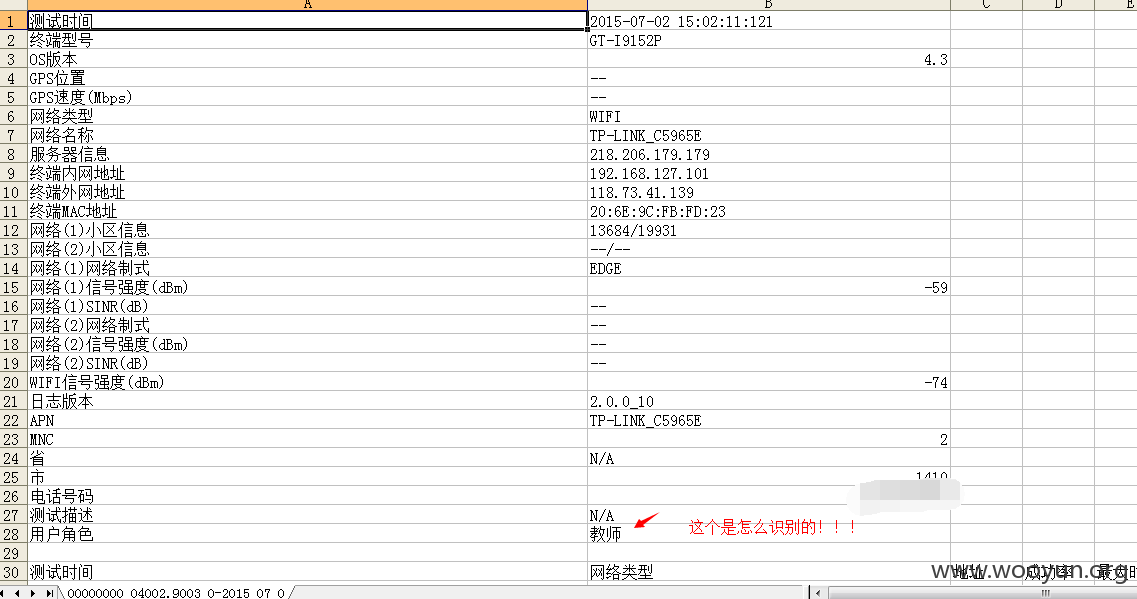 A B C D E
1 测试时间 2015-07-02 15:02:11:121
2 终端型号 GT-I9152P
3 OS版本 4.3
4 GPS位置 --
5 GPS速度(Mbps) --
6 网络类型 WIFI
7 网络名称 TP-LINK_C5965E
8 服务器信息 218.206.179.179
9 终端内网地址 192.168.127.101
10 终端外网地址 118.73.41.139
11 终端MAC地址 20:6E:9C:FB:FD:23
12 网络(1)小区信息 13684/19931
13 网络(2)小区信息 --/--
14 网络(1)网络制式 EDGE
15 网络(1)信号强度(dBm) -59
16 网络(1)SINR(dB) --
17 网络(2)网络制式 --
18 网络(2)信号强度(dBm) --
19 网络(2)SINR(dB) --
20 WIFI信号强度(dBm) -74
21 日志版本 2.0.0_10
22 APN TP-LINK_C5965E
23 MNC 2
24 省 N/A
25 市 1410
26 电话号码
27 测试描述 N/A
28 用户角色 教师 这个是怎么识别的！！！
29
30 测试时间 网络类型 地址 成功率
www.wooyun.org
00000000_04002.9003_0-2015_07_0